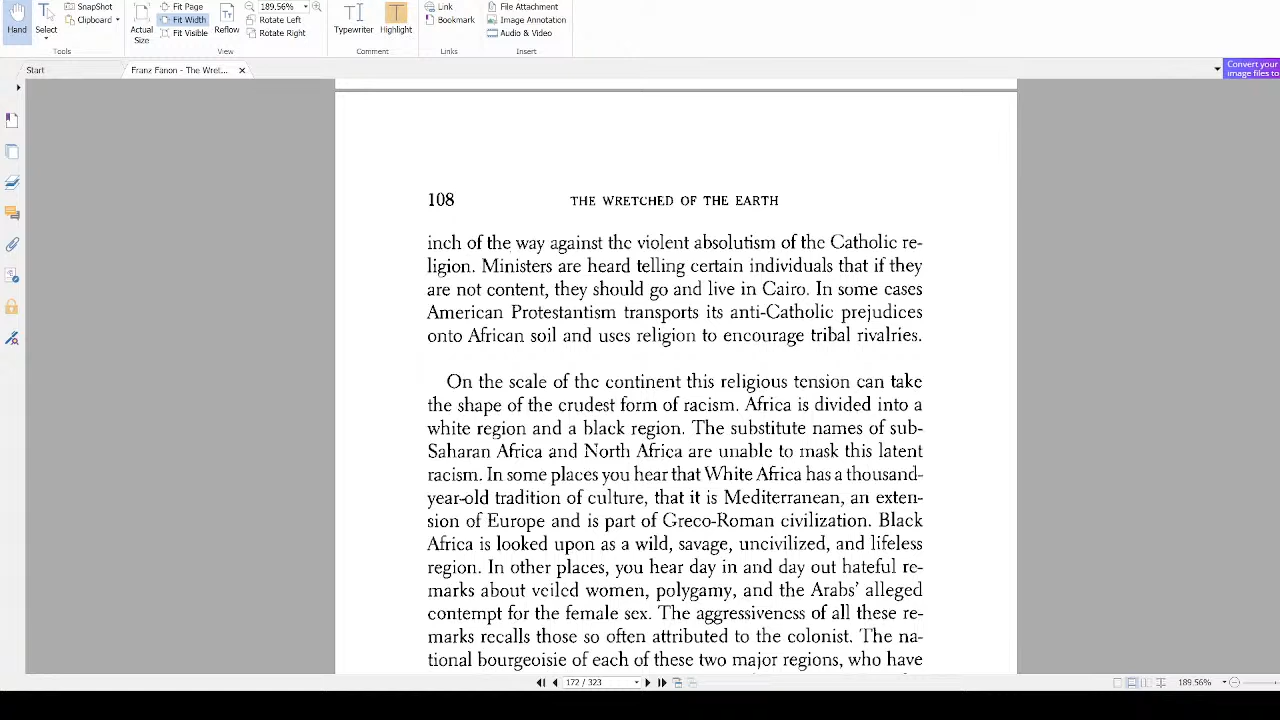 SnapShot
Fit Page
189.56%
Link
File Attachment
Clipboard
Fit Width
Rotate Left
Bookmark
Image Annotation
Hand
Select
Actual
Size
Fit Visible
Reflow
Rotate Right
Typewriter
Highlight
Audio & Video
Tools
View
Comment
Links
Insert
Start
Franz Fanon - The Wret...
Convert your
image files to
108
THE WRETCHED OF THE EARTH
inch of the way against the violent absolutism of the Catholic re-
ligion. Ministers are heard telling certain individuals that if they
are not content, they should go and live in Cairo. In some cases
American Protestantism transports its anti-Catholic prejudices
onto African soil and uses religion to encourage tribal rivalries.
On the scale of the continent this religious tension can take
the shape of the crudest form of racism. Africa is divided into a
white region and a black region. The substitute names of sub-
Saharan Africa and North Africa are unable to mask this latent
racism. In some places you hear that White Africa has a thousand-
year-old tradition of culture, that it is Mediterranean, an exten-
sion of Europe and is part of Greco-Roman civilization. Black
Africa is looked upon as a wild, savage, uncivilized, and lifeless
region. In other places, you hear day in and day out hateful re-
marks about veiled women, polygamy, and the Arabs' alleged
contempt for the female sex. The aggressiveness of all these re-
marks recalls those so often attributed to the colonist. The na-
tional bourgeoisie of each of these two major regions, who have
172 / 323
189.56%